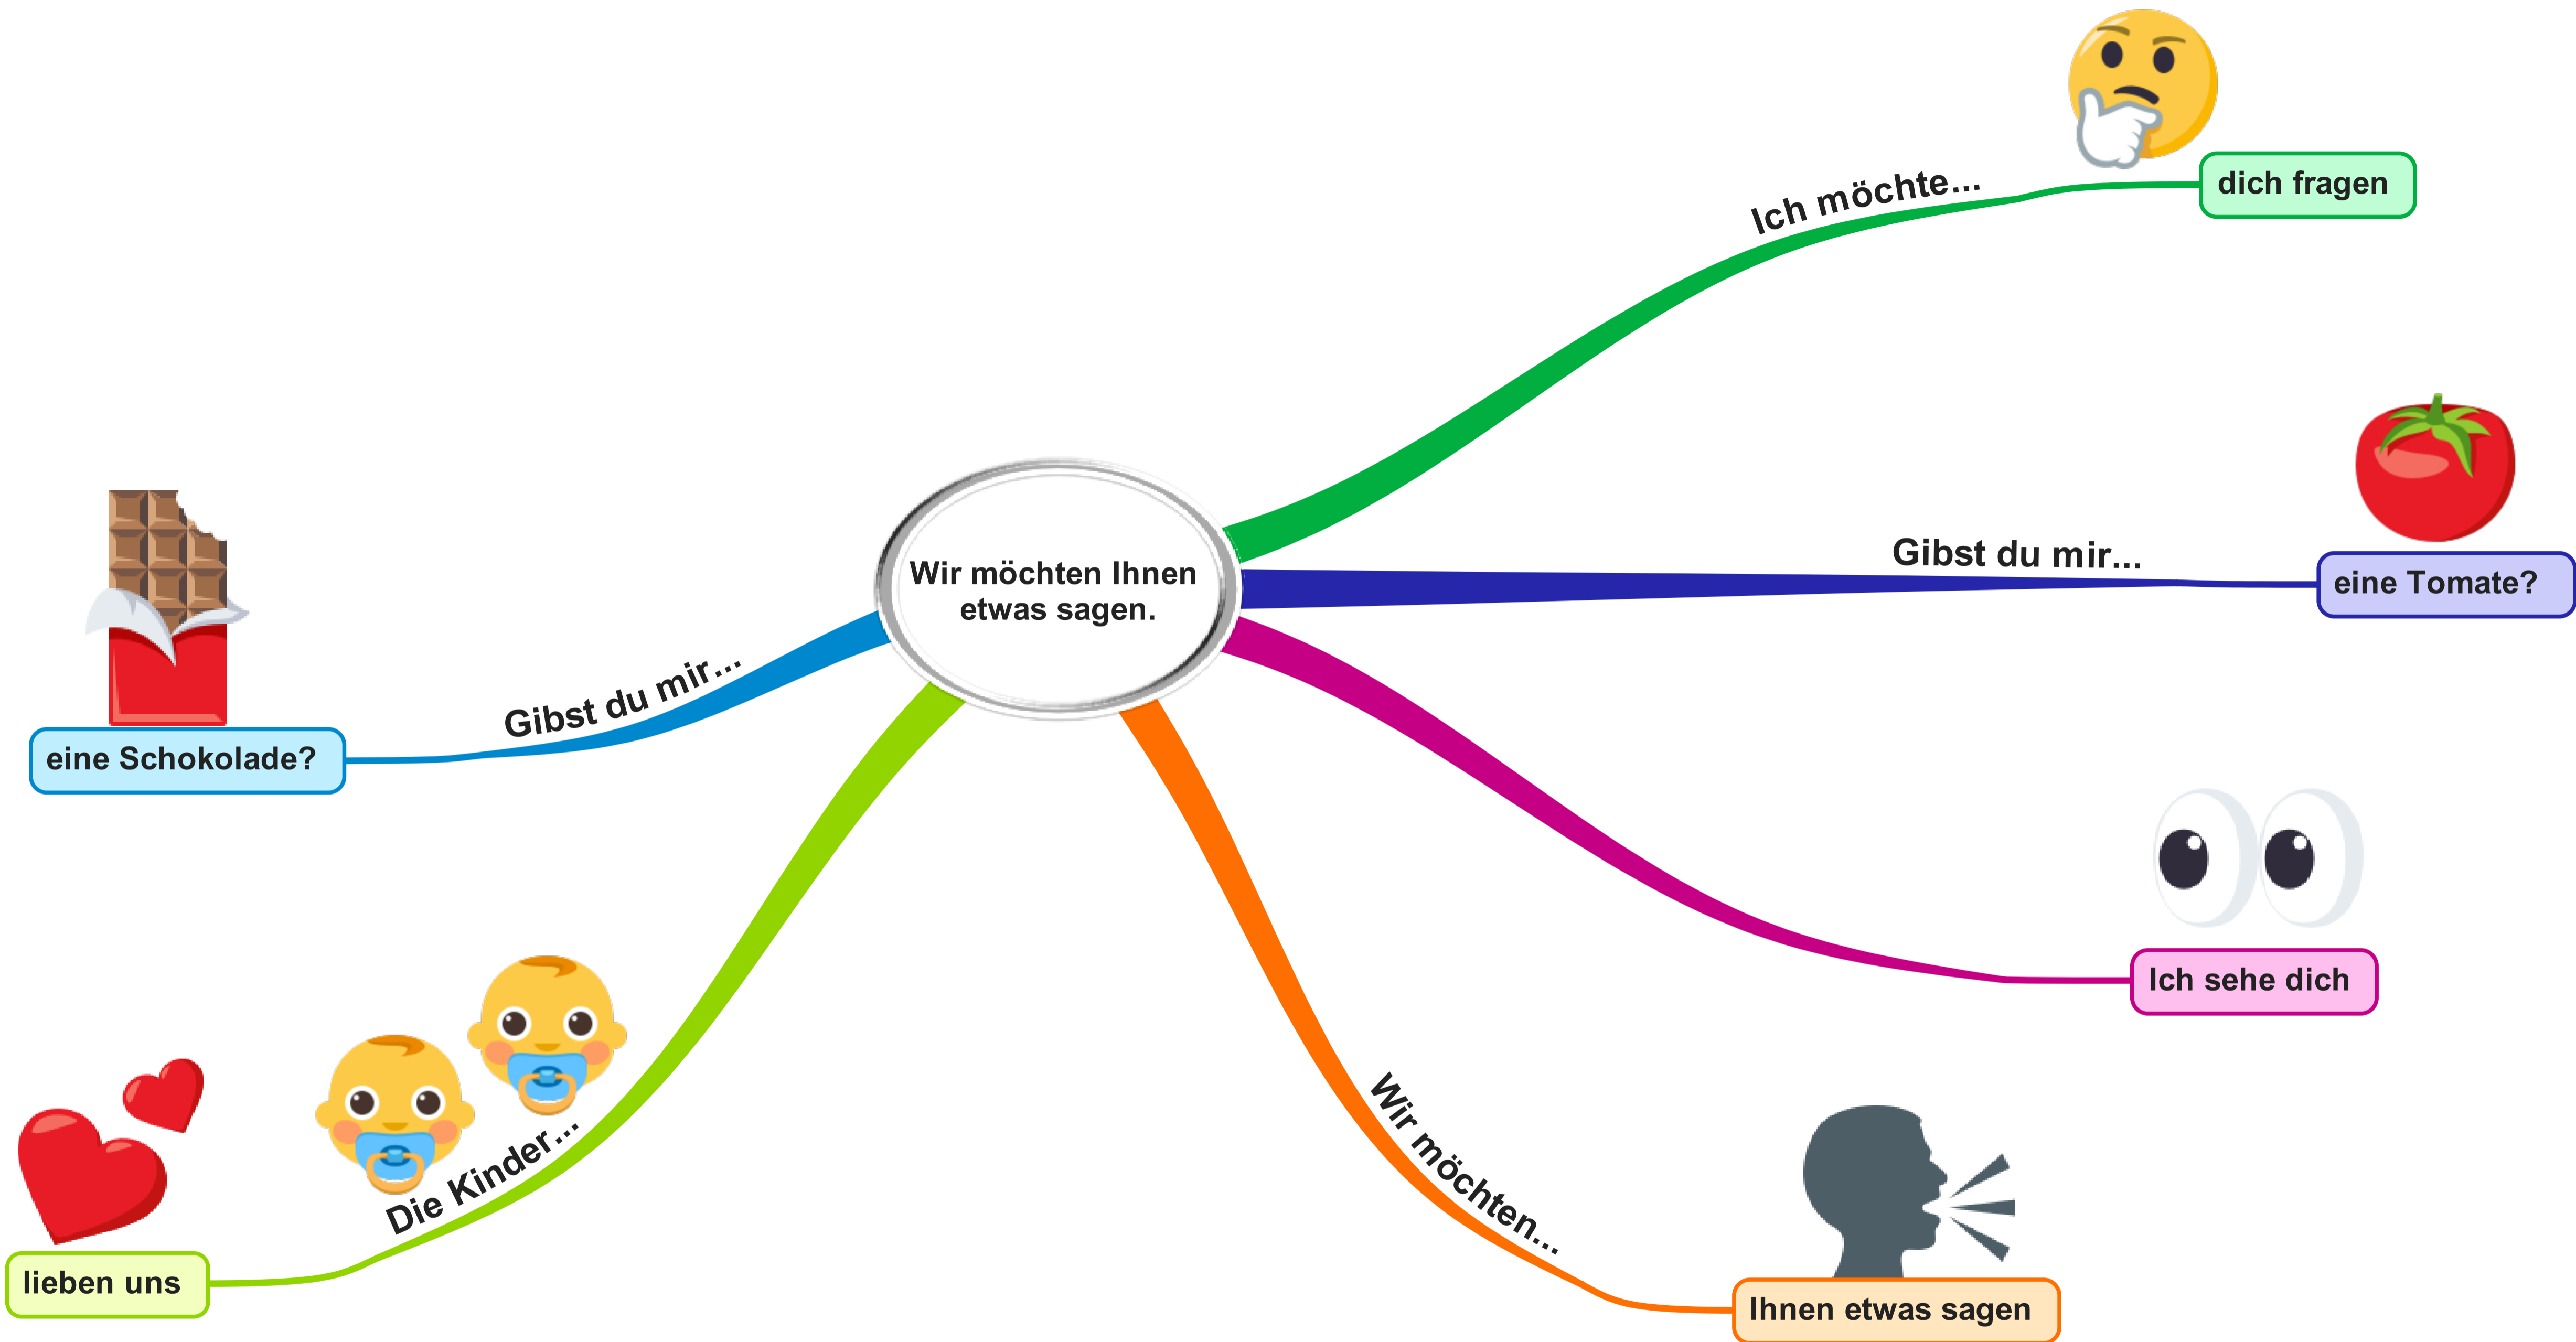 Wir möchten Ihnen
etwas sagen.
Ich möchte...
dich fragen
Gibst du mir...
eine Tomate?
Ich sehe dich
Wir möchten...
Ihnen etwas sagen
Die Kinder...
lieben uns
Gibst du mir...
eine Schokolade?